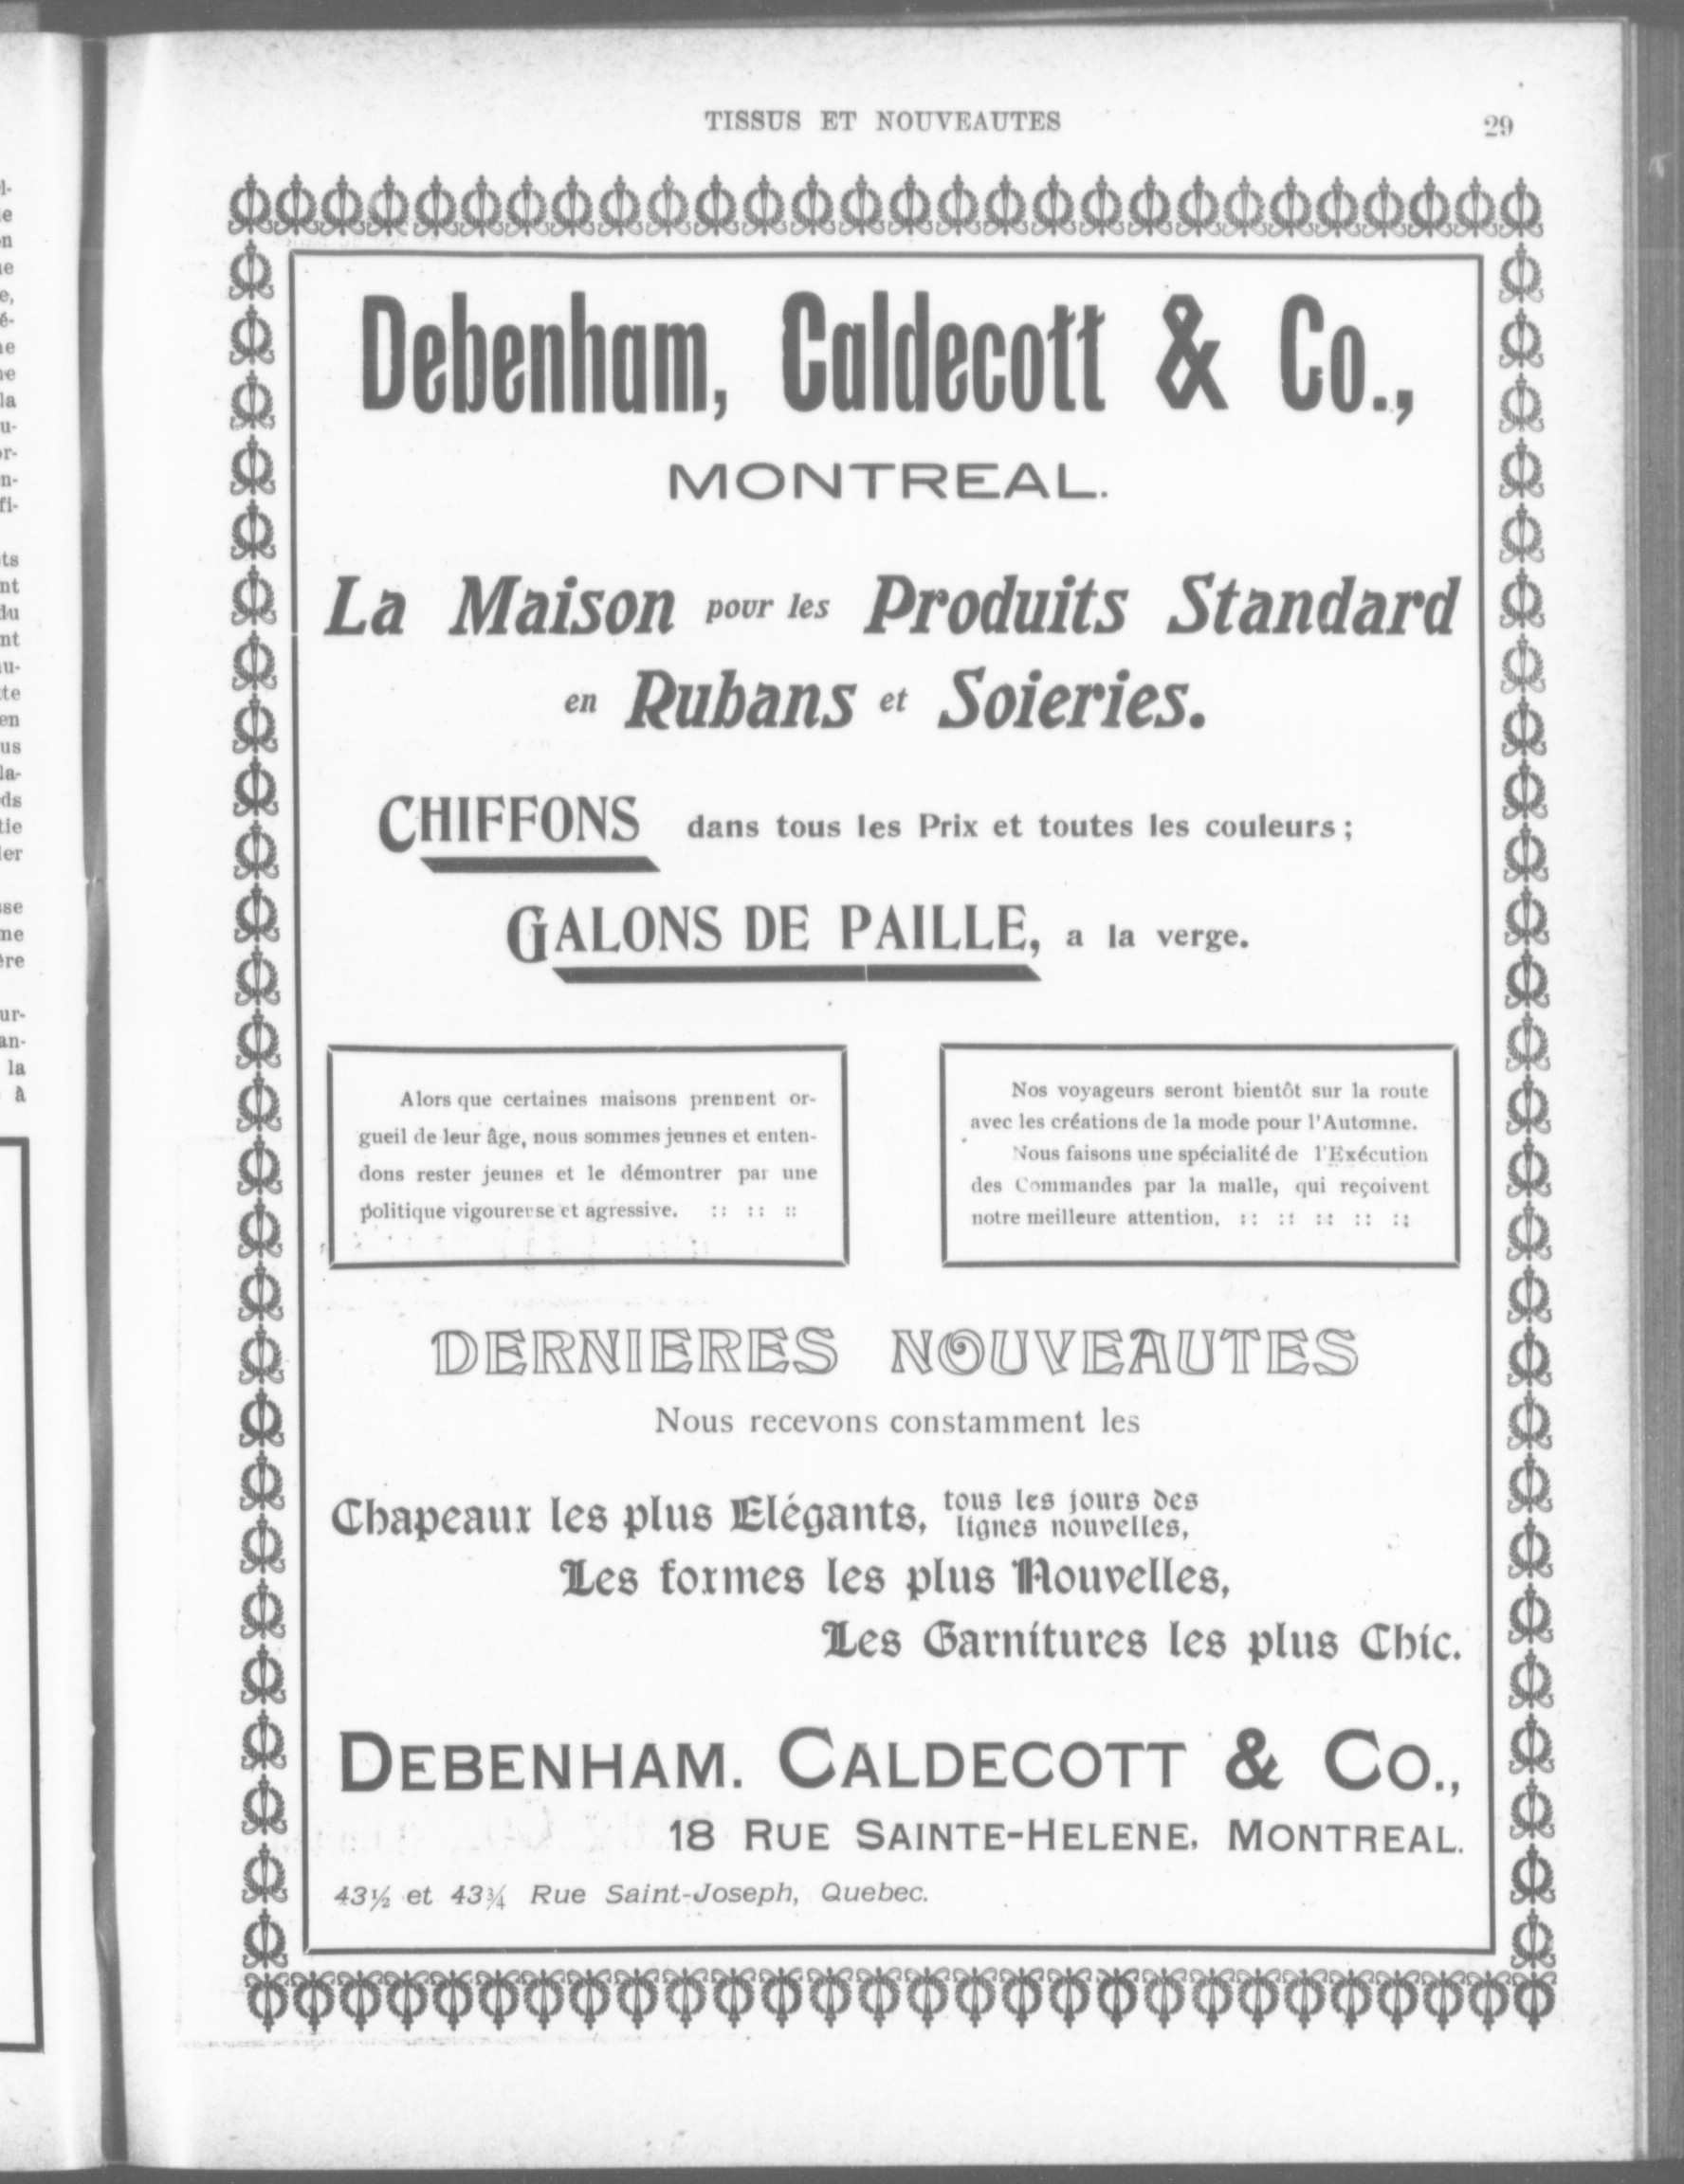 TISSUS ET NOUVEAUTES 29
Debenham, Caldecott & Co.,
MONTREAL.
La Maison pour les Produits Standard
en Rubans et Soieries.
CHIFFONS dans tous les Prix et toutes les couleurs ;
GALONS DE PAILLE, a la verge.
Alors que certaines maisons prennent or-
gueil de leur âge, nous sommes jeunes et enten-
dons rester jeunes et le démontrer par une
politique vigoureuse et agressive. :: :: ::
Nos voyageurs seront bientôt sur la route
avec les créations de la mode pour l'Automne.
Nous faisons une spécialité de l'Exécution
des Commandes par la malle, qui reçoivent
notre meilleure attention. :: :: :: :: ::
DERNIERES NOUVEAUTES
Nous recevons constamment les
Chapeaux les plus Elégants, tous les jours des
lignes nouvelles,
Les formes les plus Nouvelles,
Les Garnitures les plus Chic.
DEBENHAM. CALDECOTT & CO.,
18 RUE SAINTE-HELENE, MONTREAL.
43½ et 43¾ Rue Saint-Joseph, Quebec.